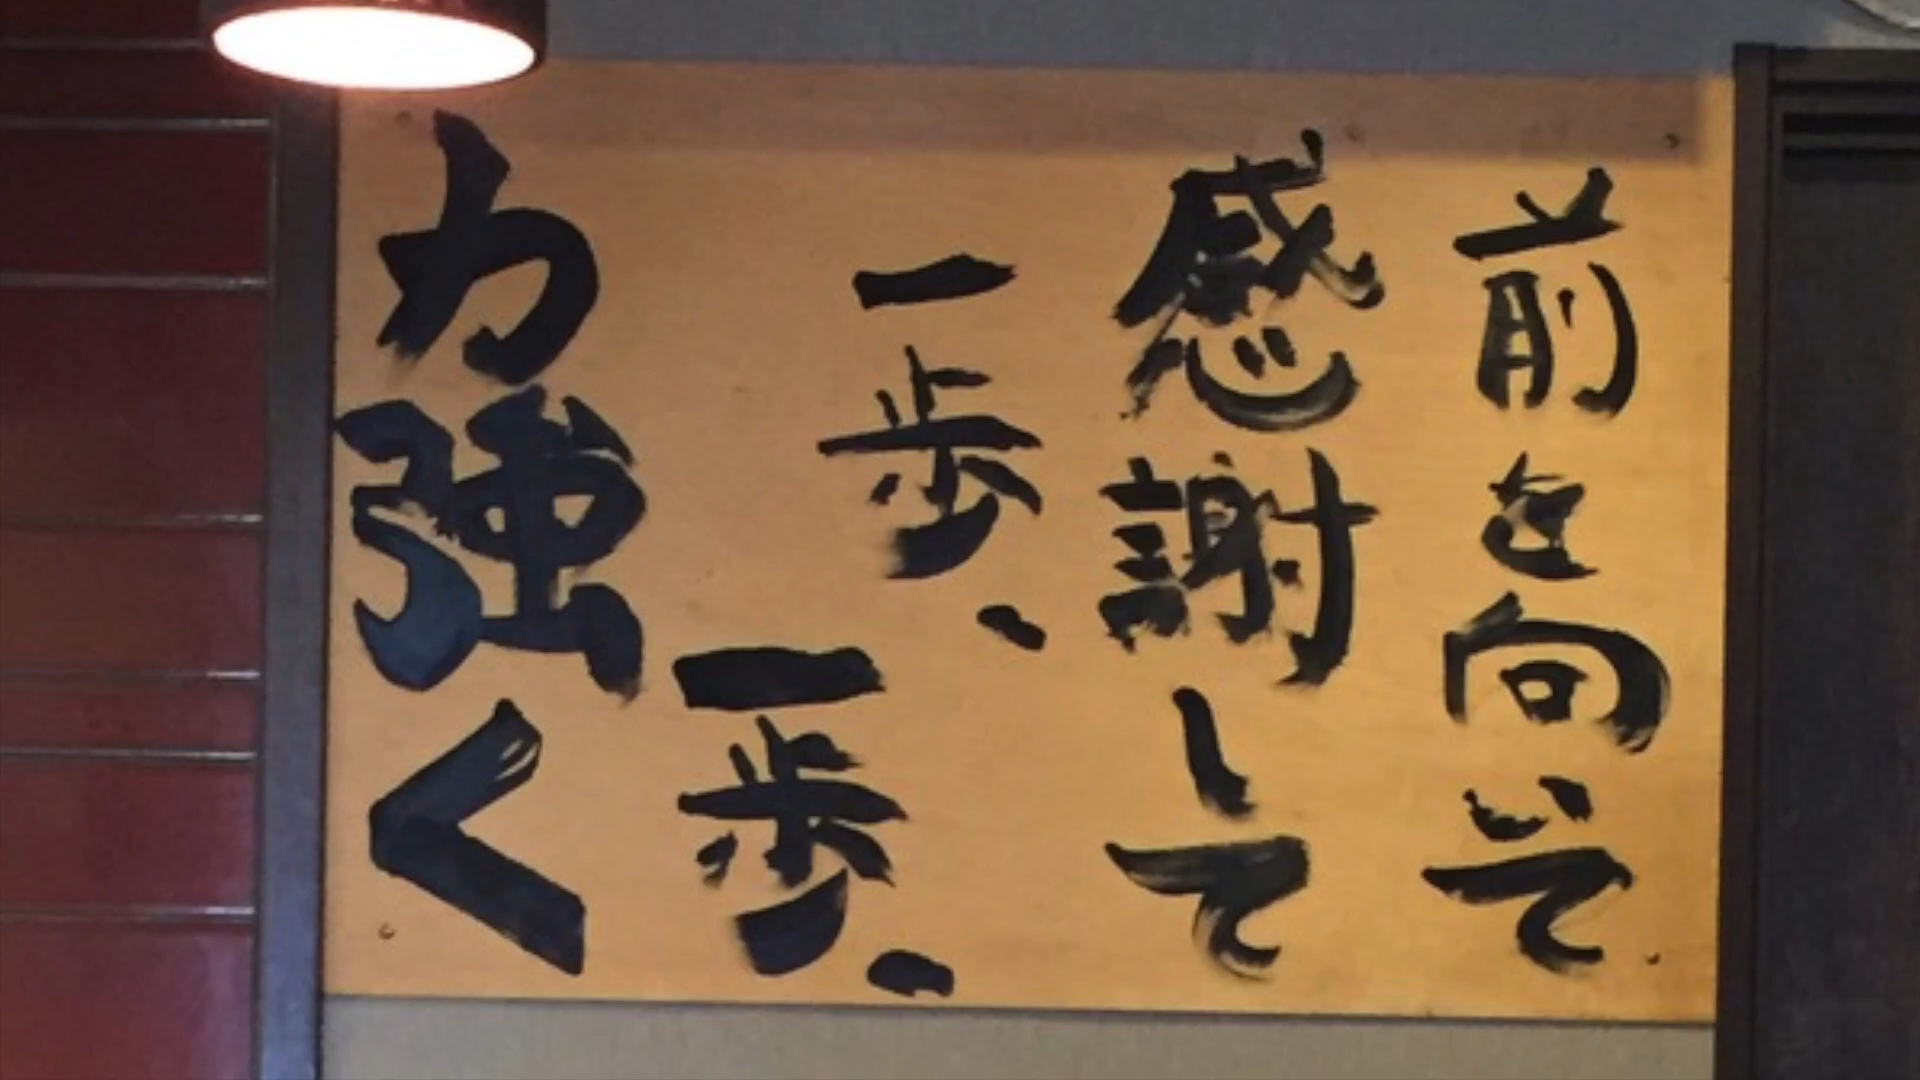 前を向いて
感謝して
一歩、
一歩、
力強く